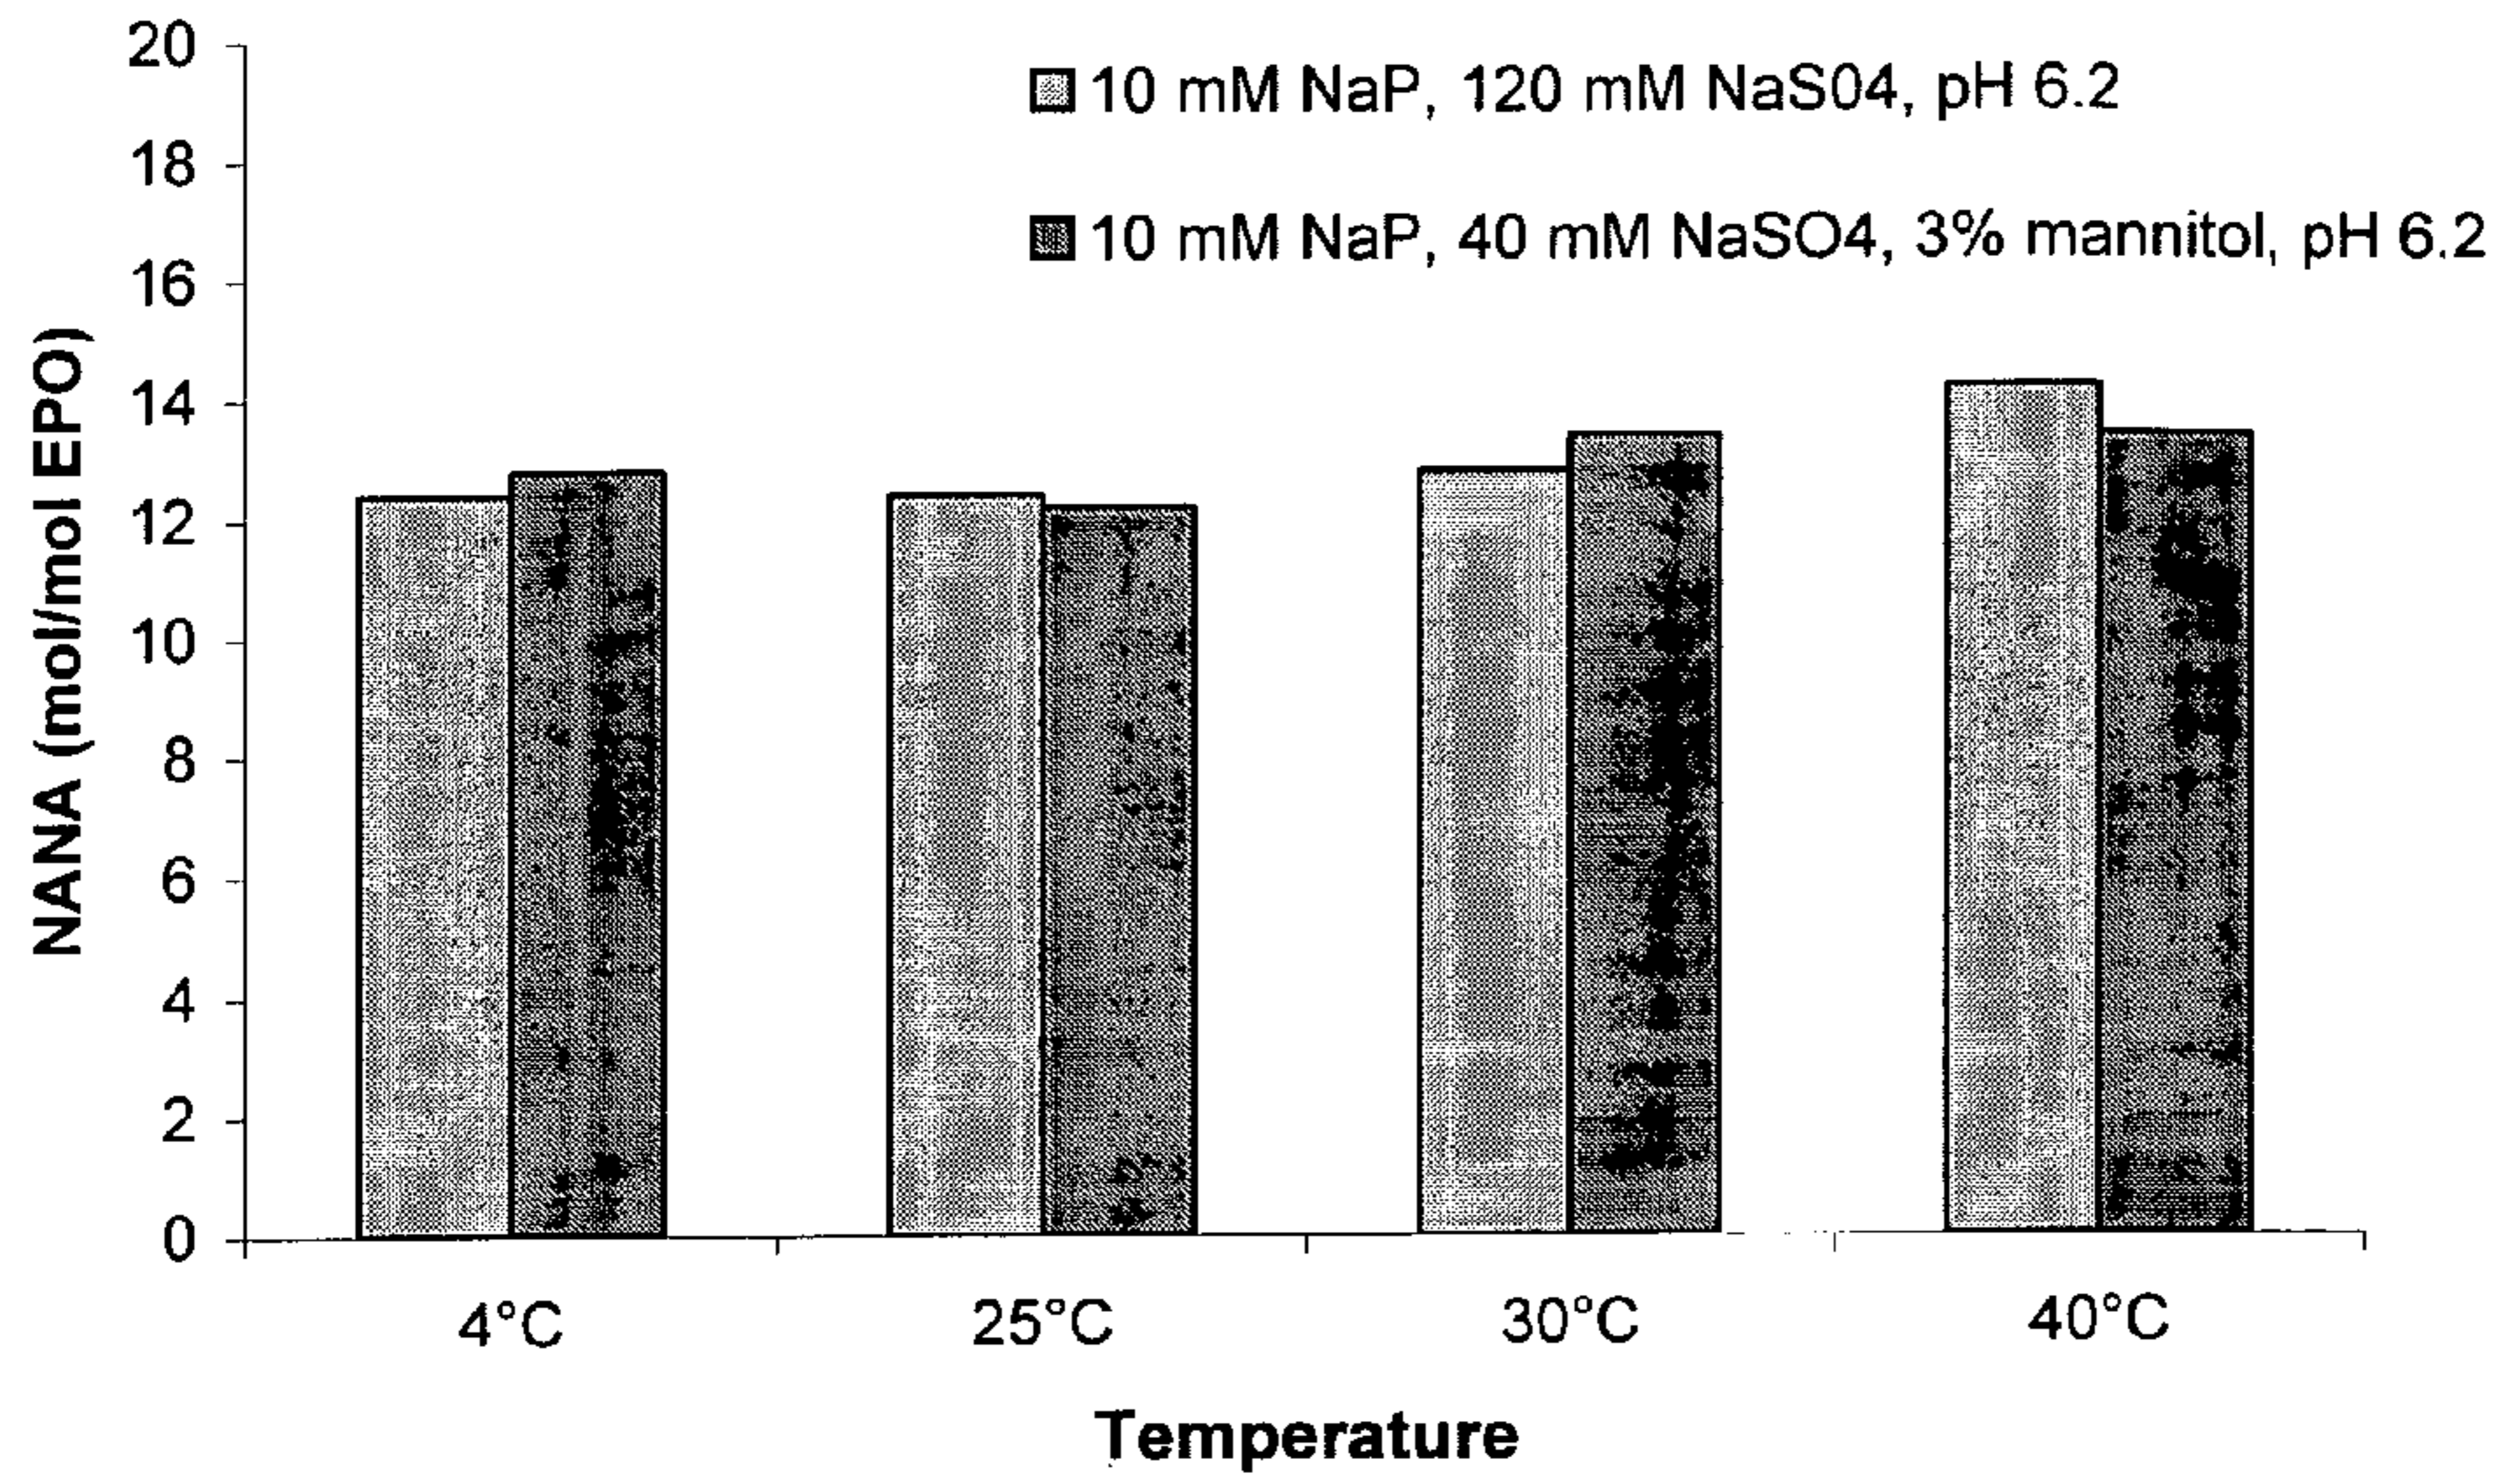 20
18
16
14
12
10
8
6
4
2
0
NANA (mol/mol EPO)
10 mM NaP, 120 mM NaS04, pH 6.2
10 mM NaP, 40 mM NaSO4, 3% mannitol, pH 6.2
4°C
25°C
30°C
40°C
Temperature